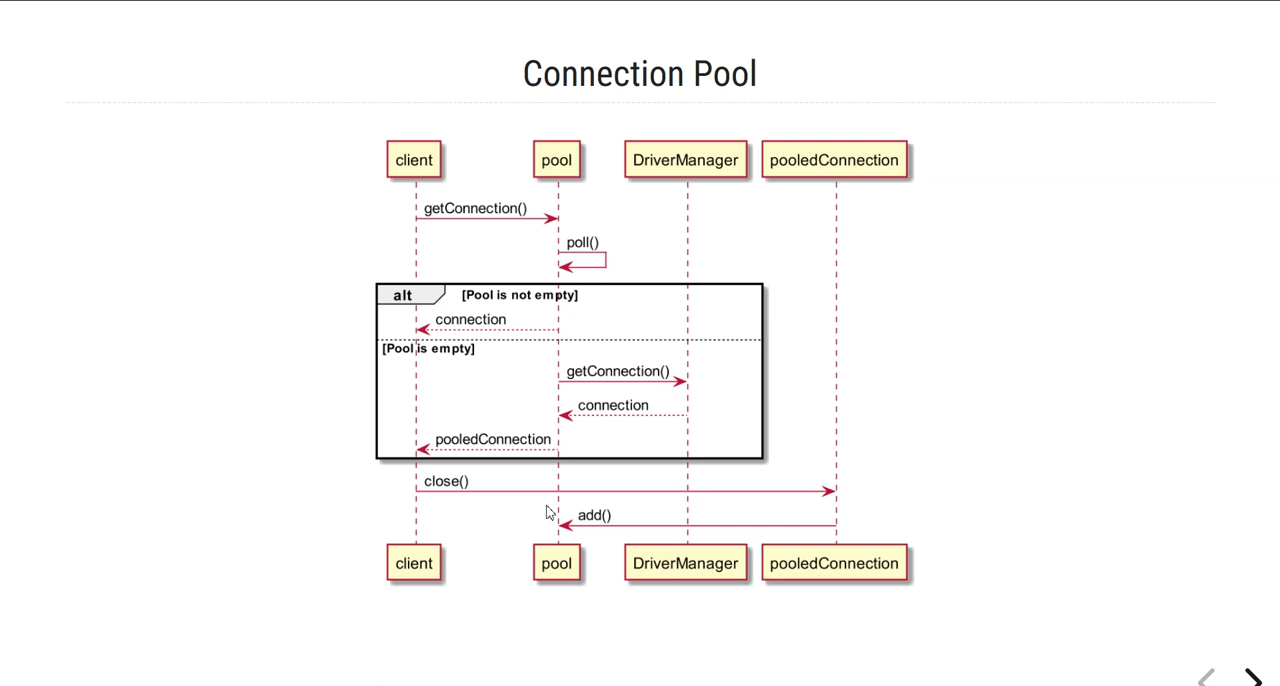 Connection Pool
client
pool
DriverManager
pooledConnection
getConnection()
poll()
alt
[Pool is not empty]
connection
[Pool is empty]
getConnection()
connection
pooledConnection
close()
add()
client
pool
DriverManager
pooledConnection